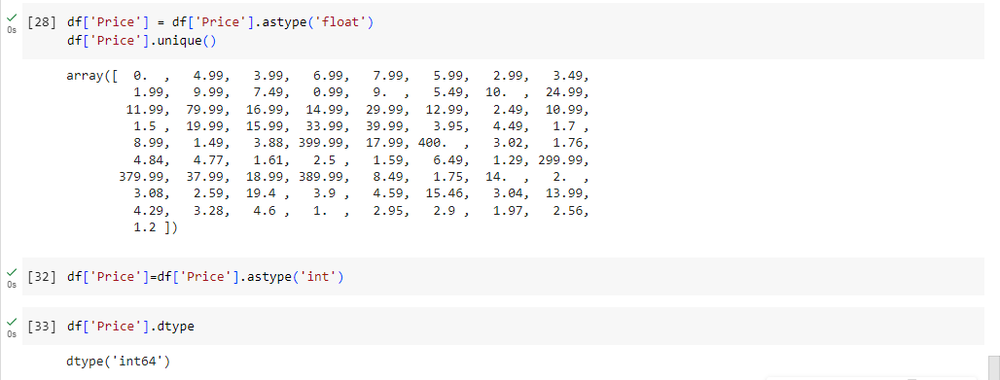 [28] df['Price'] = df['Price'].astype('float')
0s
df['Price'].unique()
array([  0.  ,   4.99,   3.99,   6.99,   7.99,   5.99,   2.99,   3.49,
         1.99,   9.99,   7.49,   0.99,   9.  ,   5.49,  10.  ,  24.99,
        11.99,  79.99,  16.99,  14.99,  29.99,  12.99,   2.49,  10.99,
         1.5 ,  19.99,  15.99,  33.99,  39.99,   3.95,   4.49,   1.7 ,
         8.99,   1.49,   3.88, 399.99,  17.99, 400.  ,   3.02,   1.76,
         4.84,   4.77,   1.61,   2.5 ,   1.59,   6.49,   1.29, 299.99,
       379.99,  37.99,  18.99, 389.99,   8.49,   1.75,  14.  ,   2.  ,
         3.08,   2.59,  19.4 ,   3.9 ,   4.59,  15.46,   3.04,  13.99,
         4.29,   3.28,   4.6 ,   1.  ,   2.95,   2.9 ,   1.97,   2.56,
         1.2 ])
[32] df['Price']=df['Price'].astype('int')
0s
[33] df['Price'].dtype
0s
dtype('int64')